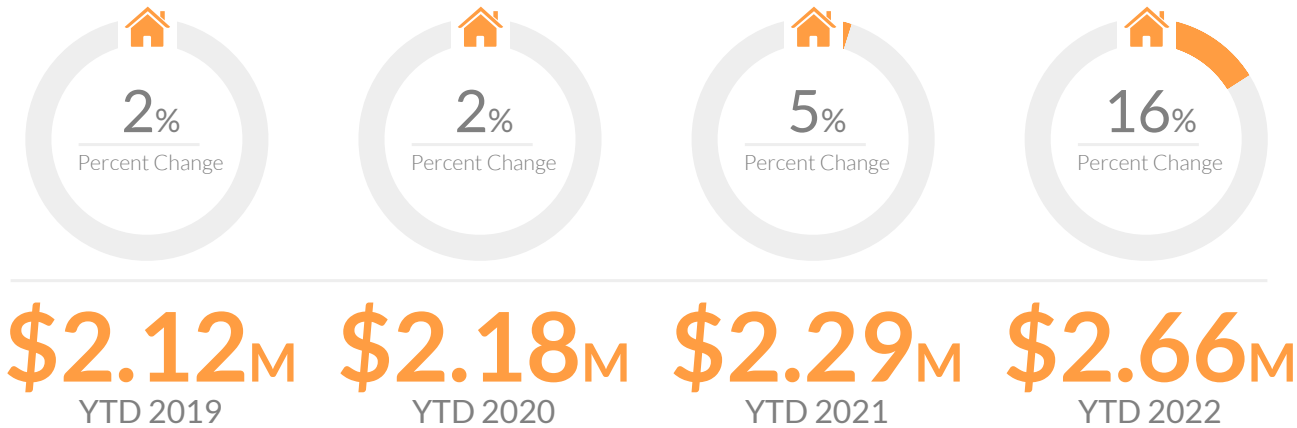 2%
Percent Change
$2.12M
YTD 2019
2%
Percent Change
$2.18M
YTD 2020
5%
Percent Change
$2.29M
YTD 2021
16%
Percent Change
$2.66M
YTD 2022